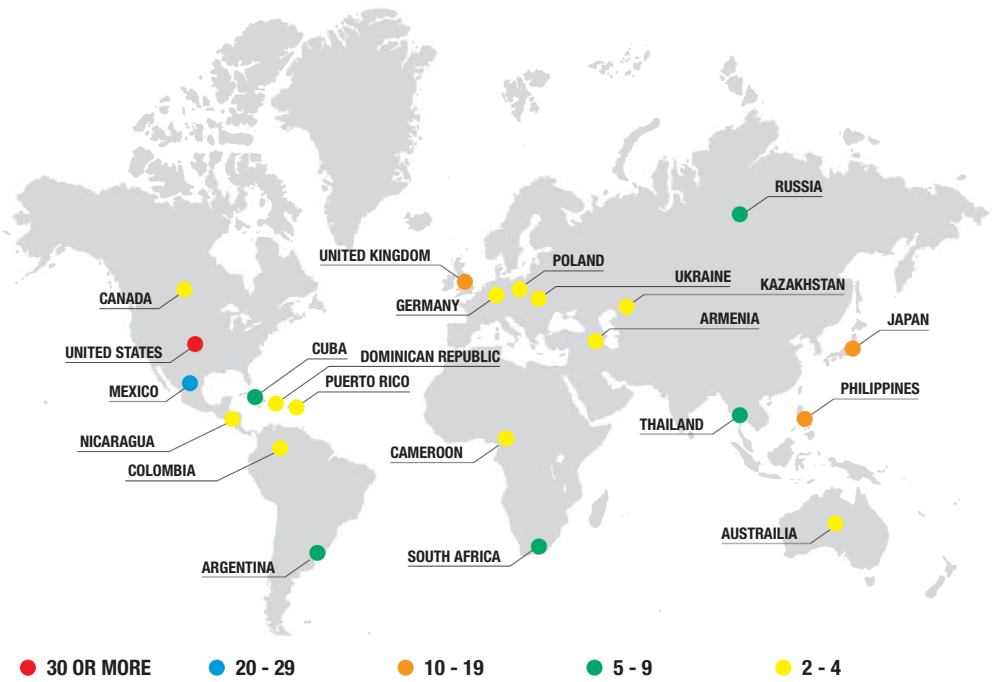 RUSSIA
UNITED KINGDOM
POLAND
UKRAINE
KAZAKHSTAN
CANADA
GERMANY
ARMENIA
JAPAN
UNITED STATES
CUBA
DOMINICAN REPUBLIC
MEXICO
PUERTO RICO
PHILIPPINES
THAILAND
NICARAGUA
CAMEROON
COLOMBIA
AUSTRAILIA
SOUTH AFRICA
ARGENTINA
30 OR MORE
20 - 29
10 - 19
5 - 9
2 - 4